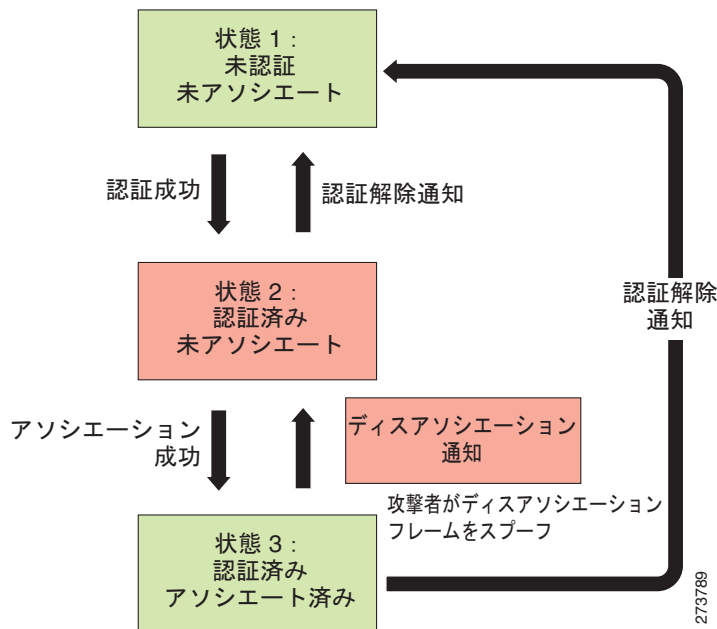 状態 1：
未認証
未アソシエート
認証成功
認証解除通知
状態 2：
認証済み
未アソシエート
認証解除
通知
アソシエーション
成功
ディスアソシエーション
通知
攻撃者がディスアソシエーション
フレームをスプーフ
状態 3：
認証済み
アソシエート済み
273789